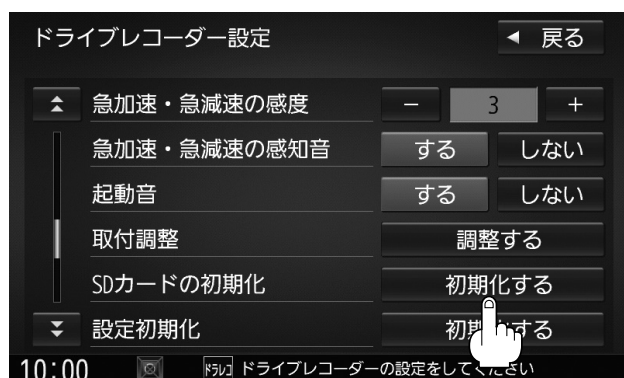 ドライブレコーダー設定 ◀ 戻る
急加速・急減速の感度 － 3 ＋
急加速・急減速の感知音 する しない
起動音 する しない
取付調整 調整する
SDカードの初期化 初期化する
設定初期化 初期化する
10:00 ドラレコ ドライブレコーダーの設定をしてください